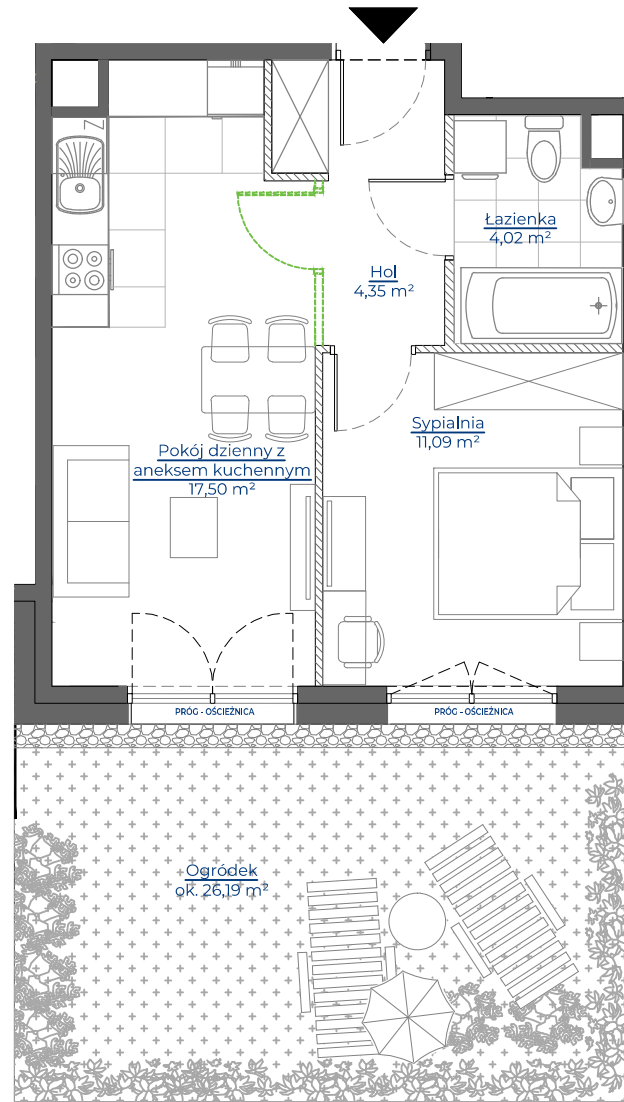 Z
Łazienka
4,02 m²
Hol
4,35 m²
Sypialnia
11,09 m²
Pokój dzienny z
aneksem kuchennym
17,50 m²
PRÓG - OŚCIEŻNICA
PRÓG - OŚCIEŻNICA
Ogródek
ok. 26,19 m²